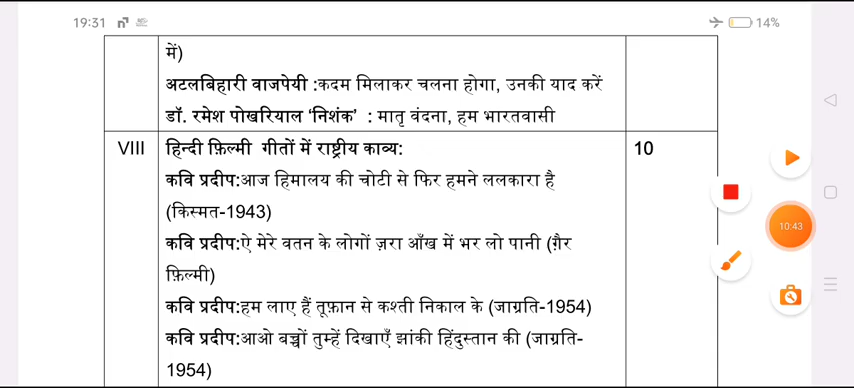 19:31
14%
में)
अटलबिहारी वाजपेयी :कदम मिलाकर चलना होगा, उनकी याद करें
डॉ. रमेश पोखरियाल ‘निशंक’ : मातृ वंदना, हम भारतवासी
VIII हिन्दी फ़िल्मी गीतों में राष्ट्रीय काव्य: 10
कवि प्रदीप:आज हिमालय की चोटी से फिर हमने ललकारा है
(किस्मत-1943)
कवि प्रदीप:ऐ मेरे वतन के लोगों ज़रा आँख में भर लो पानी (ग़ैर
फ़िल्मी)
कवि प्रदीप:हम लाए हैं तूफ़ान से कश्ती निकाल के (जाग्रति-1954)
कवि प्रदीप:आओ बच्चों तुम्हें दिखाएँ झांकी हिंदुस्तान की (जाग्रति-
1954)
10:43